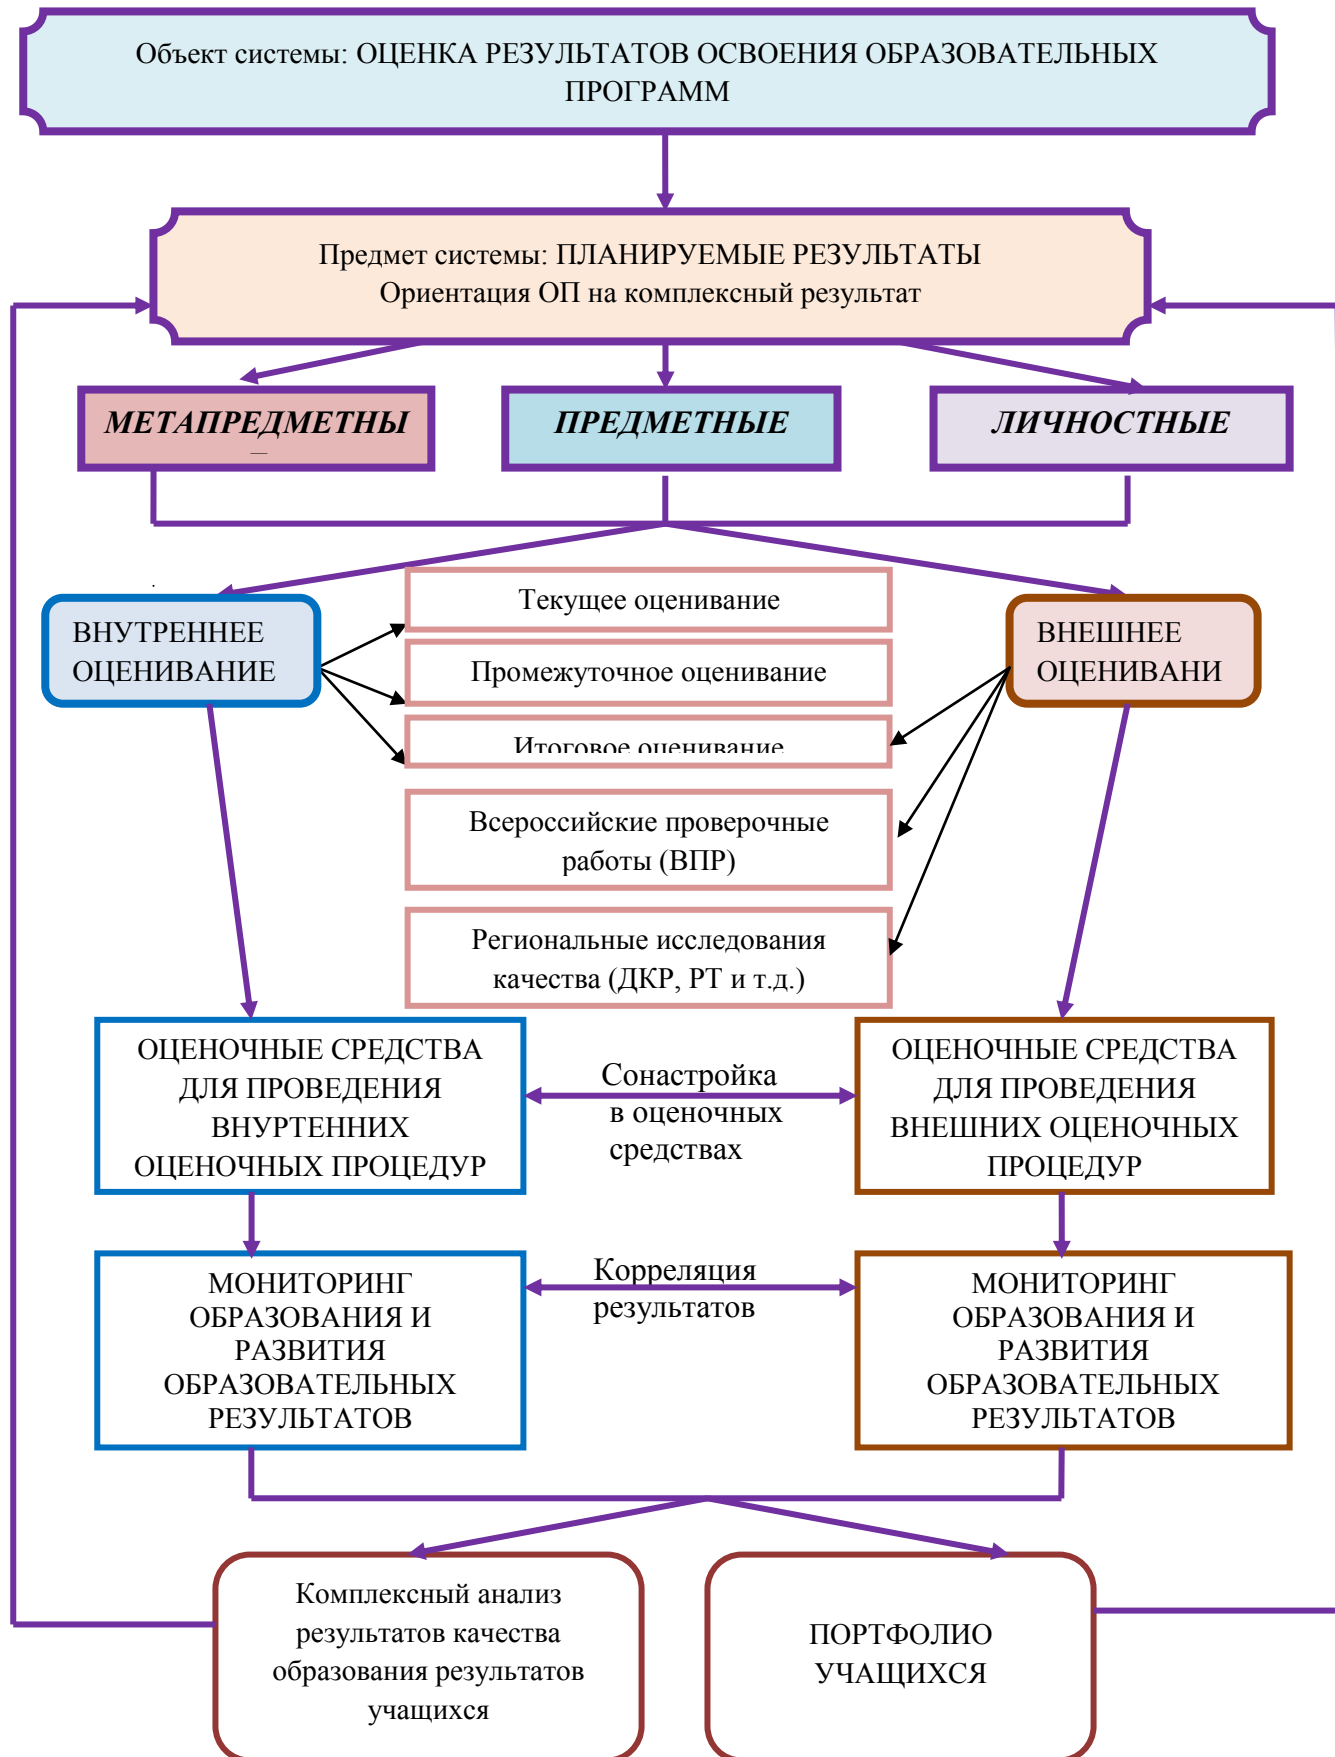 Объект системы: ОЦЕНКА РЕЗУЛЬТАТОВ ОСВОЕНИЯ ОБРАЗОВАТЕЛЬНЫХ
ПРОГРАММ
Предмет системы: ПЛАНИРУЕМЫЕ РЕЗУЛЬТАТЫ
Ориентация ОП на комплексный результат
МЕТАПРЕДМЕТНЫ
ПРЕДМЕТНЫЕ
ЛИЧНОСТНЫЕ
ВНУТРЕННЕЕ
ОЦЕНИВАНИЕ
Текущее оценивание
Промежуточное оценивание
Итоговое оценивание
Всероссийские проверочные
работы (ВПР)
Региональные исследования
качества (ДКР, РТ и т.д.)
ВНЕШНЕЕ
ОЦЕНИВАНИ
ОЦЕНОЧНЫЕ СРЕДСТВА
ДЛЯ ПРОВЕДЕНИЯ
ВНУРТЕННИХ
ОЦЕНОЧНЫХ ПРОЦЕДУР
Сонастройка
в оценочных
средствах
ОЦЕНОЧНЫЕ СРЕДСТВА
ДЛЯ ПРОВЕДЕНИЯ
ВНЕШНИХ ОЦЕНОЧНЫХ
ПРОЦЕДУР
МОНИТОРИНГ
ОБРАЗОВАНИЯ И
РАЗВИТИЯ
ОБРАЗОВАТЕЛЬНЫХ
РЕЗУЛЬТАТОВ
Корреляция
результатов
МОНИТОРИНГ
ОБРАЗОВАНИЯ И
РАЗВИТИЯ
ОБРАЗОВАТЕЛЬНЫХ
РЕЗУЛЬТАТОВ
Комплексный анализ
результатов качества
образования результатов
учащихся
ПОРТФОЛИО
УЧАЩИХСЯ